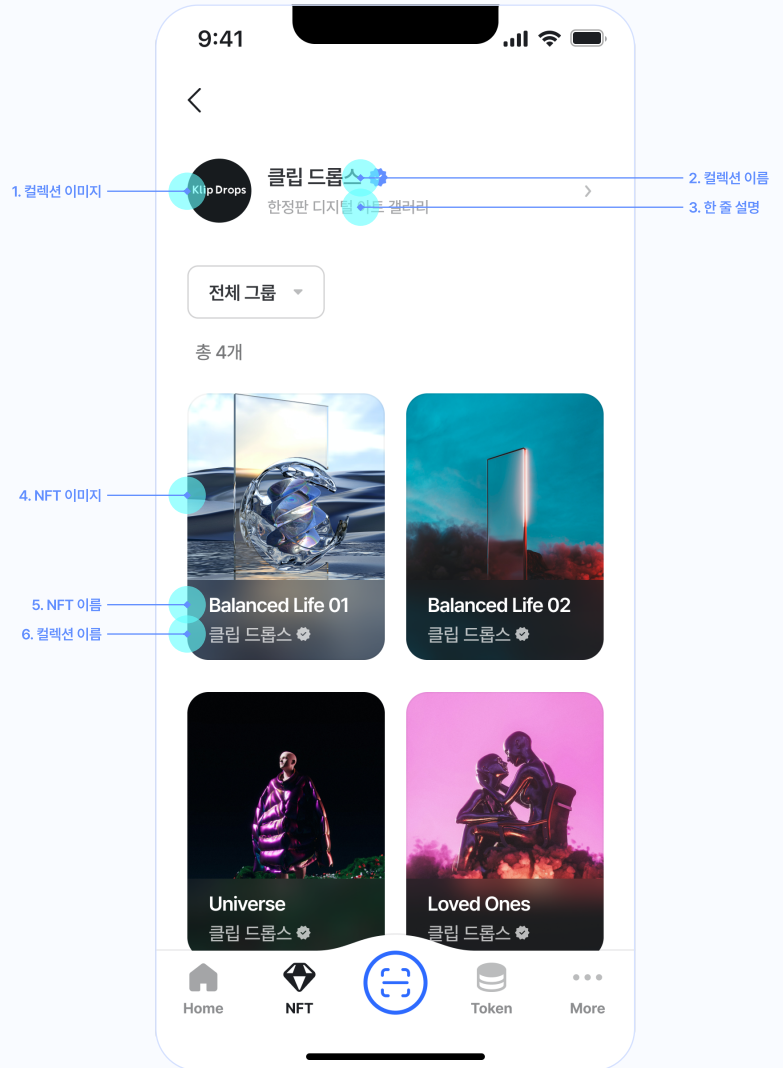 9:41
1. 컬렉션 이미지
Klip Drops
클립 드롭스
2. 컬렉션 이름
한정판 디지털 아트 갤러리
3. 한 줄 설명
전체 그룹
총 4개
4. NFT 이미지
5. NFT 이름
Balanced Life 01
Balanced Life 02
6. 컬렉션 이름
클립 드롭스
클립 드롭스
Universe
Loved Ones
클립 드롭스
클립 드롭스
Home
NFT
Token
More